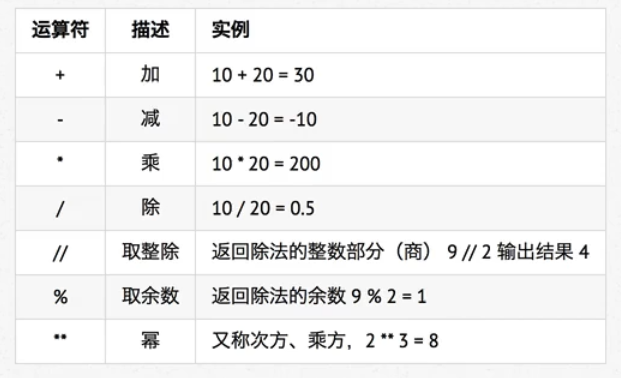 运算符 描述 实例
+ 加 10 + 20 = 30
- 减 10 - 20 = -10
* 乘 10 * 20 = 200
/ 除 10 / 20 = 0.5
// 取整除 返回除法的整数部分（商） 9 // 2 输出结果 4
% 取余数 返回除法的余数 9 % 2 = 1
** 幂 又称次方、乘方，2 ** 3 = 8